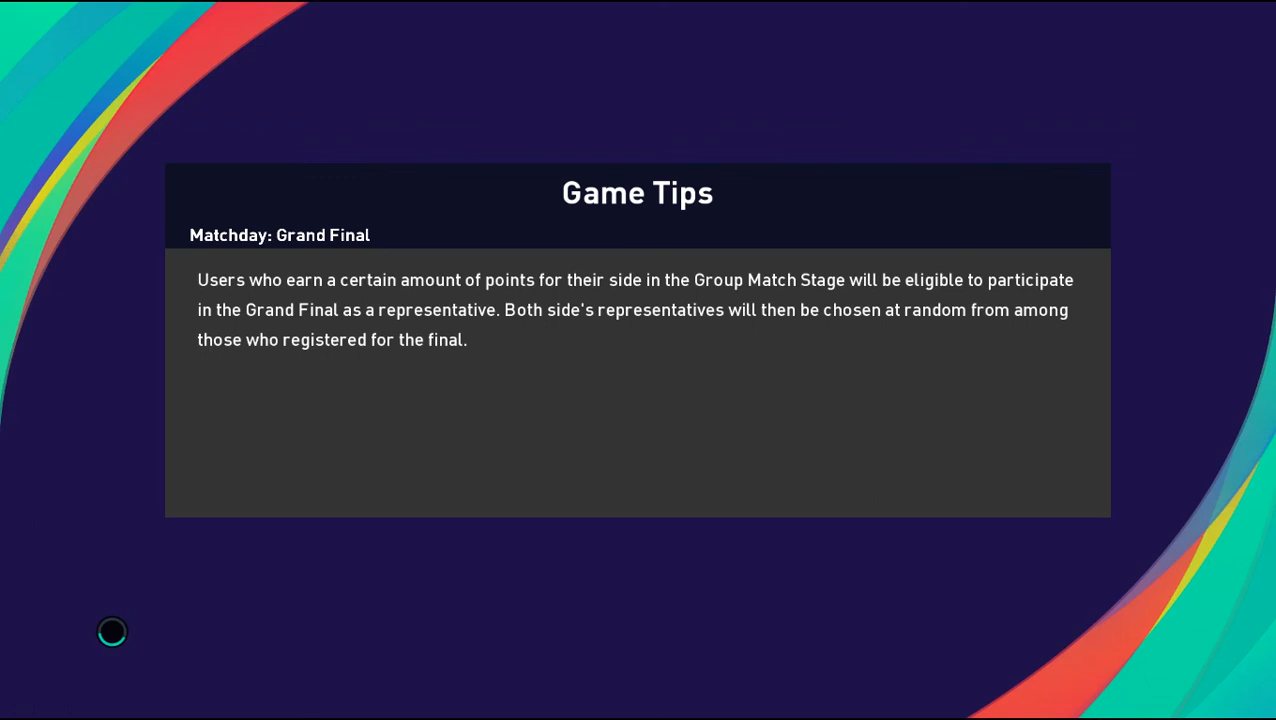 Game Tips
Matchday: Grand Final
Users who earn a certain amount of points for their side in the Group Match Stage will be eligible to participate
in the Grand Final as a representative. Both side's representatives will then be chosen at random from among
those who registered for the final.